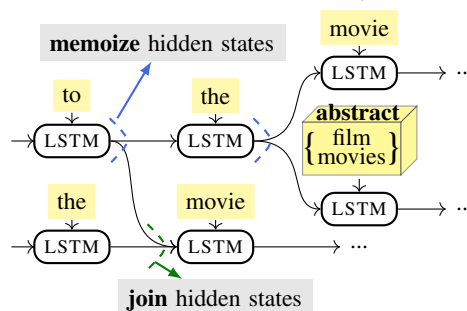 movie
memoize hidden states
LSTM
..
to
the
abstract
LSTM
LSTM
{ film
movies }
the
movie
LSTM
..
LSTM
LSTM
...
join hidden states